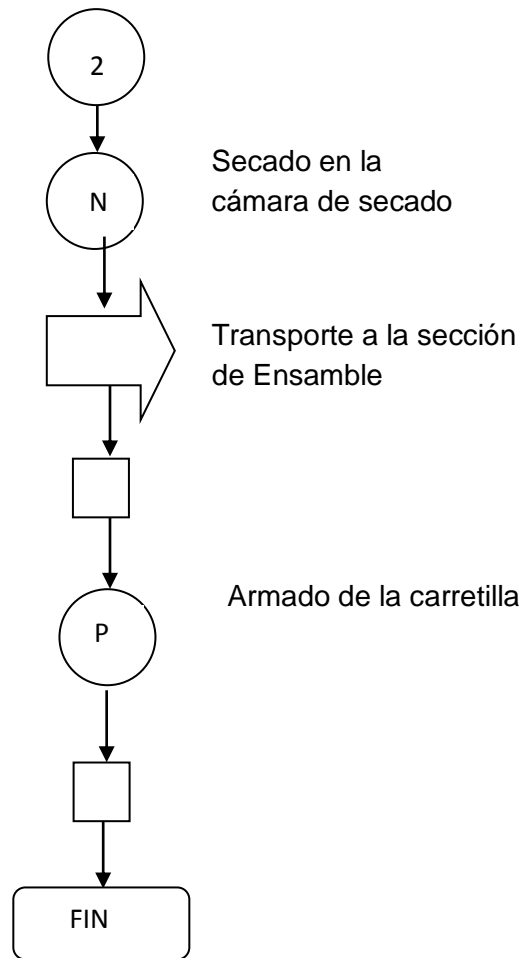 2
N
Secado en la
cámara de secado
Transporte a la sección
de Ensamble
P
Armado de la carretilla
FIN